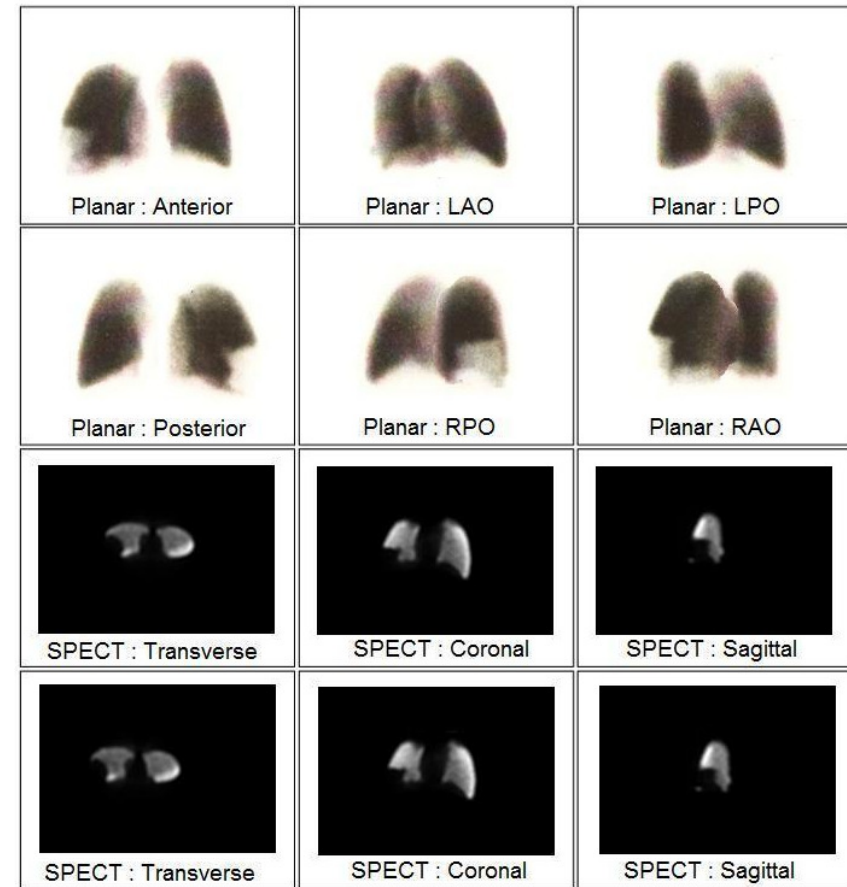 Planar : Anterior
Planar : LAO
Planar : LPO
Planar : Posterior
Planar : RPO
Planar : RAO
SPECT : Transverse
SPECT : Coronal
SPECT : Sagittal
SPECT : Transverse
SPECT : Coronal
SPECT : Sagittal